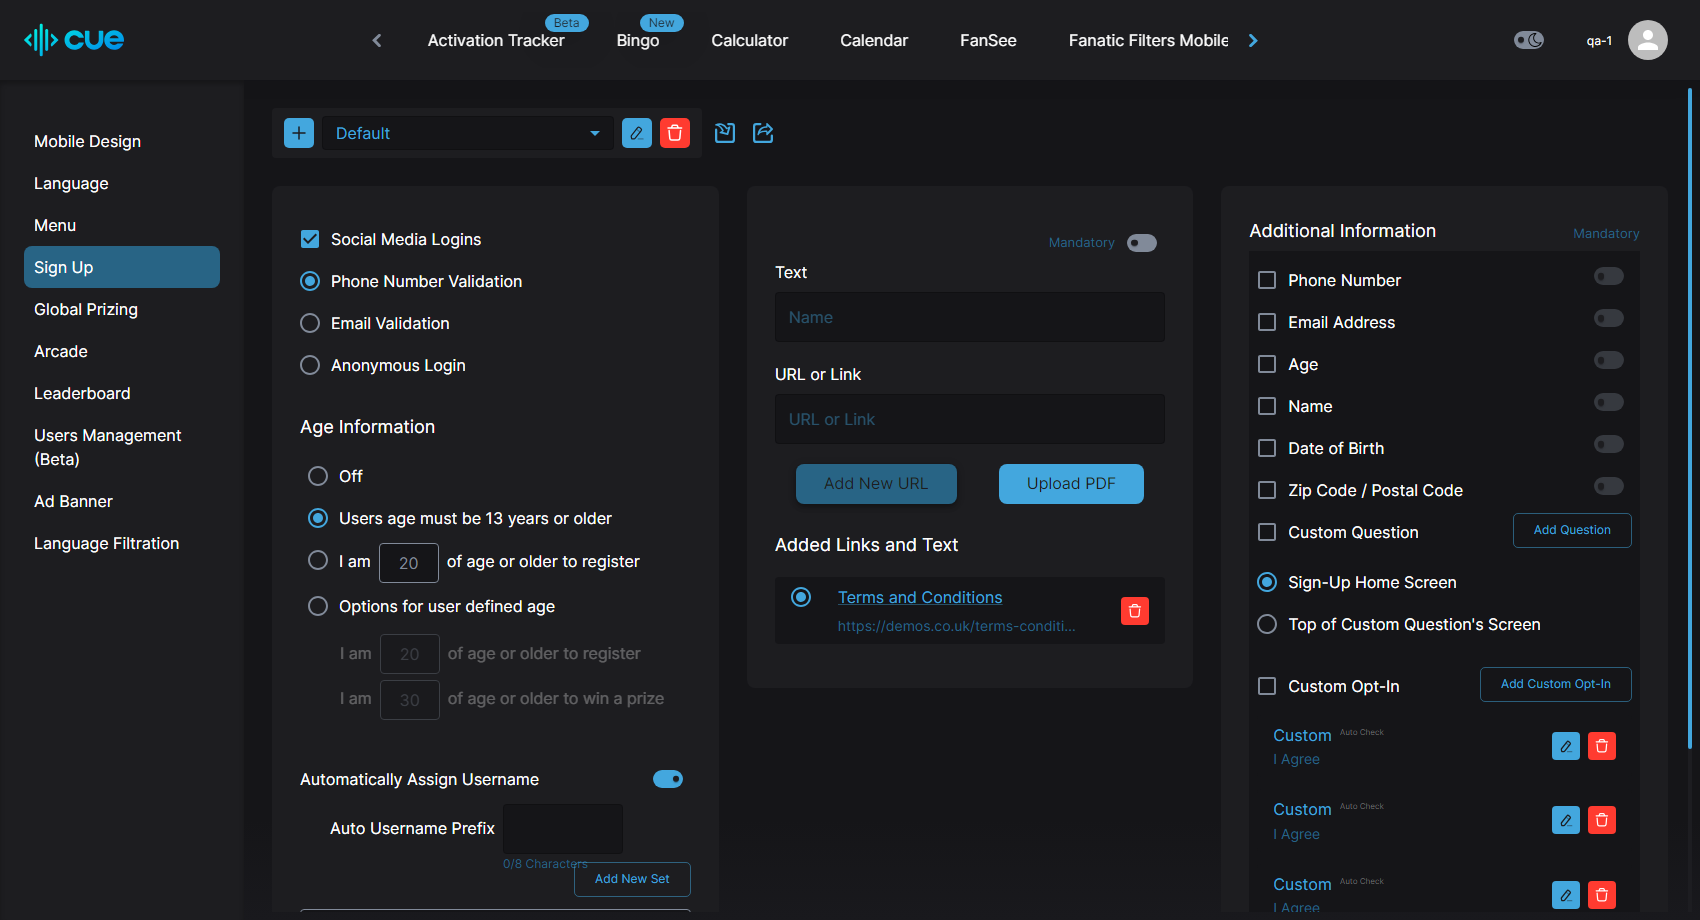 cue
Activation Tracker
Beta
Bingo
New
Calculator
Calendar
FanSee
Fanatic Filters Mobile
qa-1
Mobile Design
Language
Menu
Sign Up
Global Prizing
Arcade
Leaderboard
Users Management
(Beta)
Ad Banner
Language Filtration
Default
Social Media Logins
Phone Number Validation
Email Validation
Anonymous Login
Age Information
Off
Users age must be 13 years or older
I am 20 of age or older to register
Options for user defined age
I am 20 of age or older to register
I am 30 of age or older to win a prize
Automatically Assign Username
Auto Username Prefix
0/8 Characters
Add New Set
Mandatory
Text
Name
URL or Link
URL or Link
Add New URL
Upload PDF
Added Links and Text
Terms and Conditions
https://demos.co.uk/terms-conditi...
Additional Information
Mandatory
Phone Number
Email Address
Age
Name
Date of Birth
Zip Code / Postal Code
Custom Question
Add Question
Sign-Up Home Screen
Top of Custom Question's Screen
Custom Opt-In
Add Custom Opt-In
Custom Auto Check
I Agree
Custom Auto Check
I Agree
Custom Auto Check
I Agree